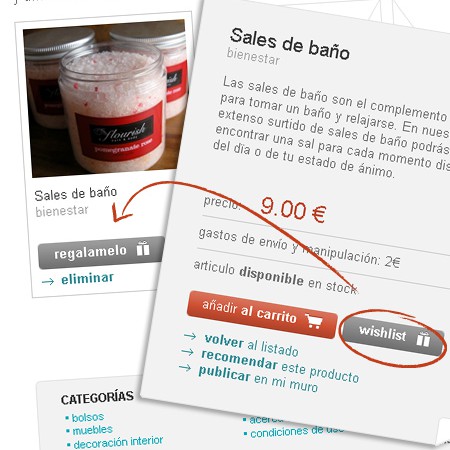 flourish
pomegranate rose
Sales de baño
bienestar
regalamelo
→ eliminar
Sales de baño
bienestar
Las sales de baño son el complemento
para tomar un baño y relajarse. En nues
extenso surtido de sales de baño podrás
encontrar una sal para cada momento dis
del día o de tu estado de ánimo.
precio: 9.00 €
gastos de envío y manipulación: 2€
articulo disponible en stock
añadir al carrito
wishlist
→ volver al listado
→ recomendar este producto
→ publicar en mi muro
CATEGORÍAS
bolsos
muebles
decoración interior
acerca
condiciones de uso